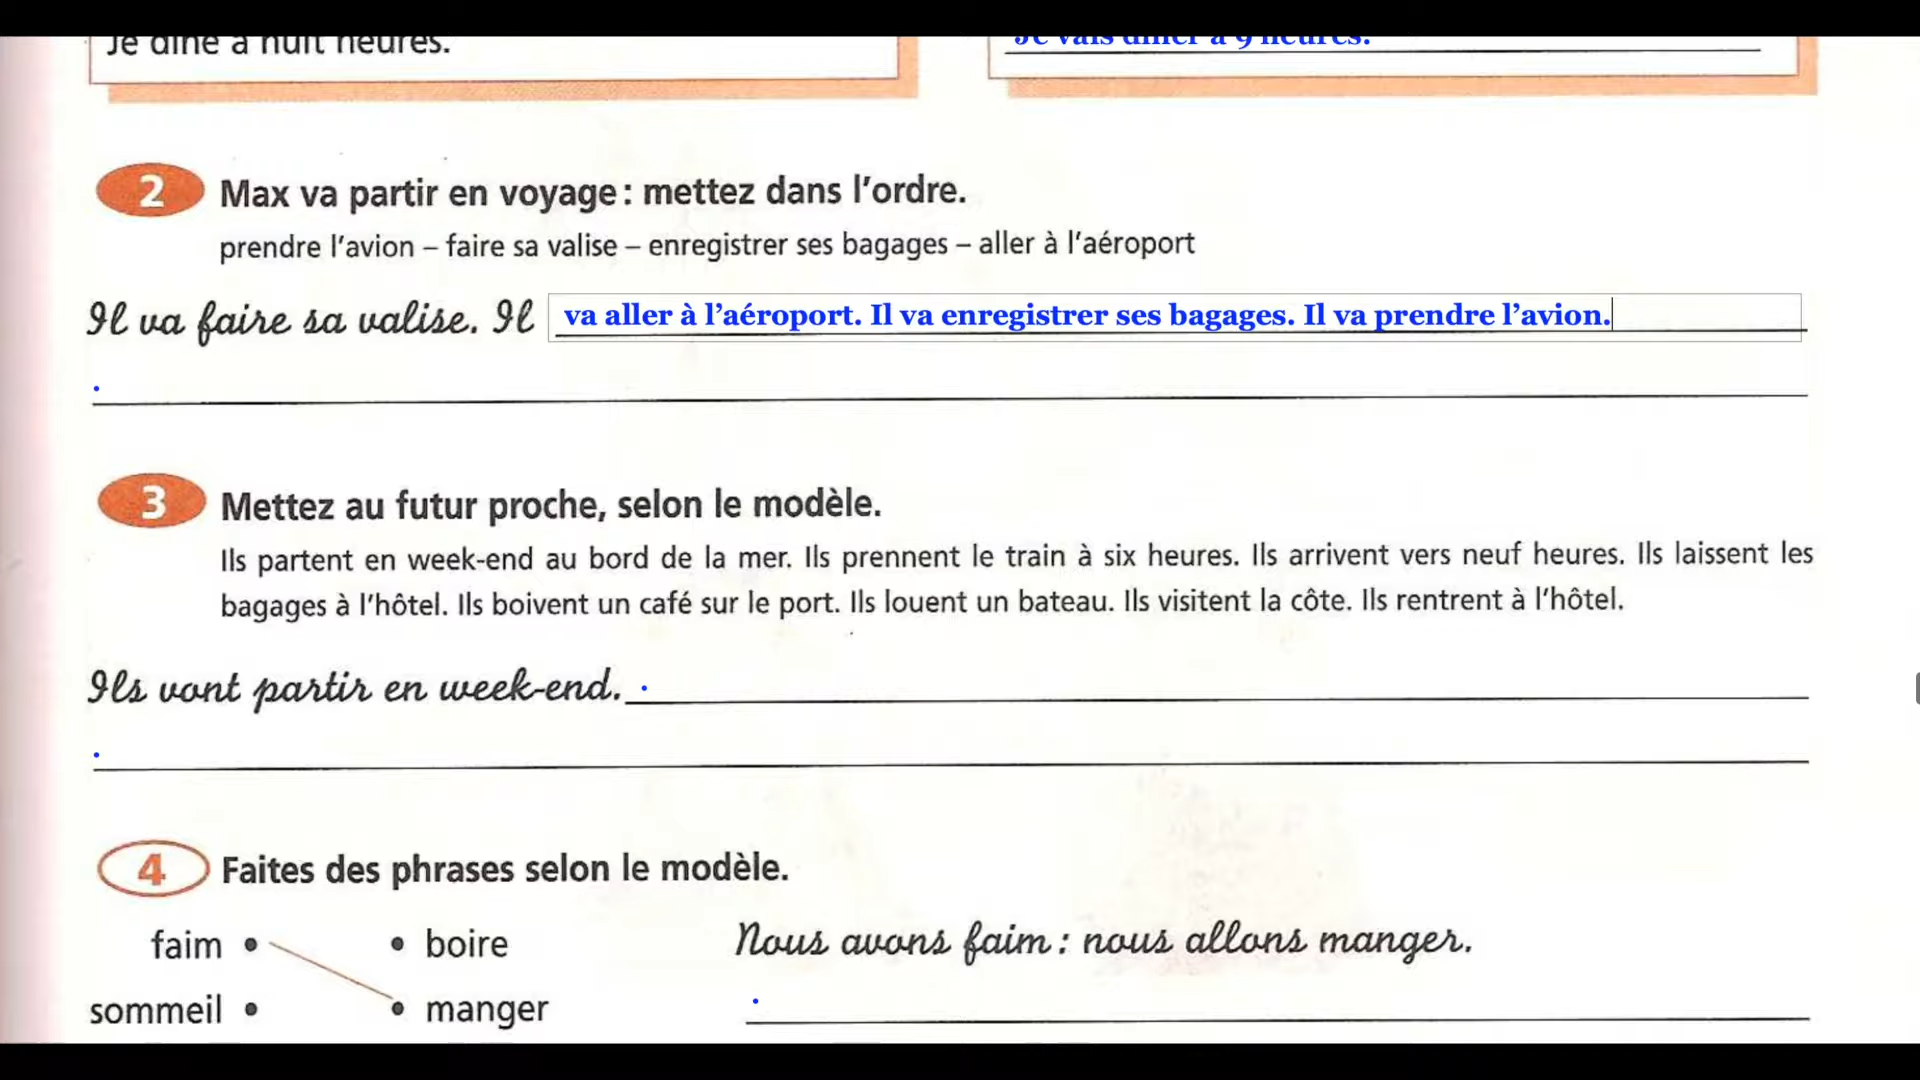 Je dîne à huit heures.
Je vais dîner à 9 heures.
2 Max va partir en voyage : mettez dans l'ordre.
prendre l'avion – faire sa valise – enregistrer ses bagages – aller à l'aéroport
Il va faire sa valise. Il va aller à l'aéroport. Il va enregistrer ses bagages. Il va prendre l'avion.
.
3 Mettez au futur proche, selon le modèle.
Ils partent en week-end au bord de la mer. Ils prennent le train à six heures. Ils arrivent vers neuf heures. Ils laissent les
bagages à l'hôtel. Ils boivent un café sur le port. Ils louent un bateau. Ils visitent la côte. Ils rentrent à l'hôtel.
Ils vont partir en week-end. .
.
4 Faites des phrases selon le modèle.
faim • • boire Nous avons faim : nous allons manger.
sommeil • • manger .